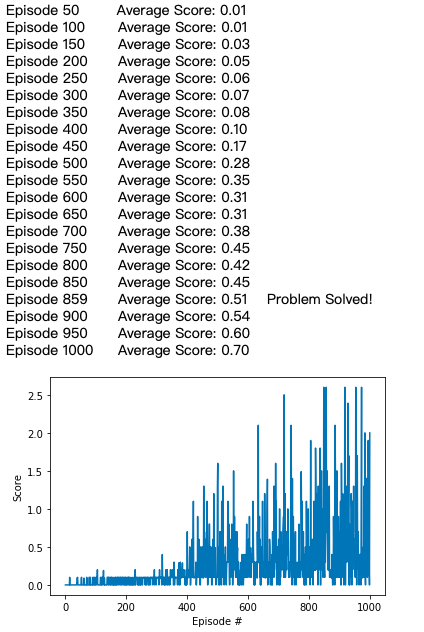 Episode 50 Average Score: 0.01
Episode 100 Average Score: 0.01
Episode 150 Average Score: 0.03
Episode 200 Average Score: 0.05
Episode 250 Average Score: 0.06
Episode 300 Average Score: 0.07
Episode 350 Average Score: 0.08
Episode 400 Average Score: 0.10
Episode 450 Average Score: 0.17
Episode 500 Average Score: 0.28
Episode 550 Average Score: 0.35
Episode 600 Average Score: 0.31
Episode 650 Average Score: 0.31
Episode 700 Average Score: 0.38
Episode 750 Average Score: 0.45
Episode 800 Average Score: 0.42
Episode 850 Average Score: 0.45
Episode 859 Average Score: 0.51 Problem Solved!
Episode 900 Average Score: 0.54
Episode 950 Average Score: 0.60
Episode 1000 Average Score: 0.70
2.5
2.0
1.5
Score
1.0
0.5
0.0
0 200 400 600 800 1000
Episode #